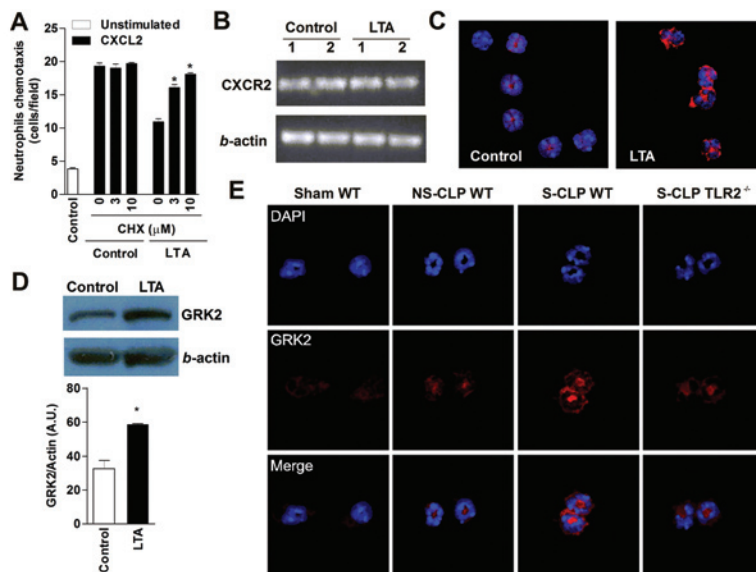 A
Unstimulated
CXCL2
Neutrophils chemotaxis
(cells/field)
25
20
15
10
5
0
Control
0
3
10
0
3
10
*
*
CHX (µM)
Control
LTA
B
Control
LTA
1
2
1
2
CXCR2
b-actin
C
Control
LTA
D
Control
LTA
GRK2
b-actin
GRK2/Actin (A.U.)
80
60
40
20
0
*
Control
LTA
E
Sham WT
NS-CLP WT
S-CLP WT
S-CLP TLR2-/-
DAPI
GRK2
Merge